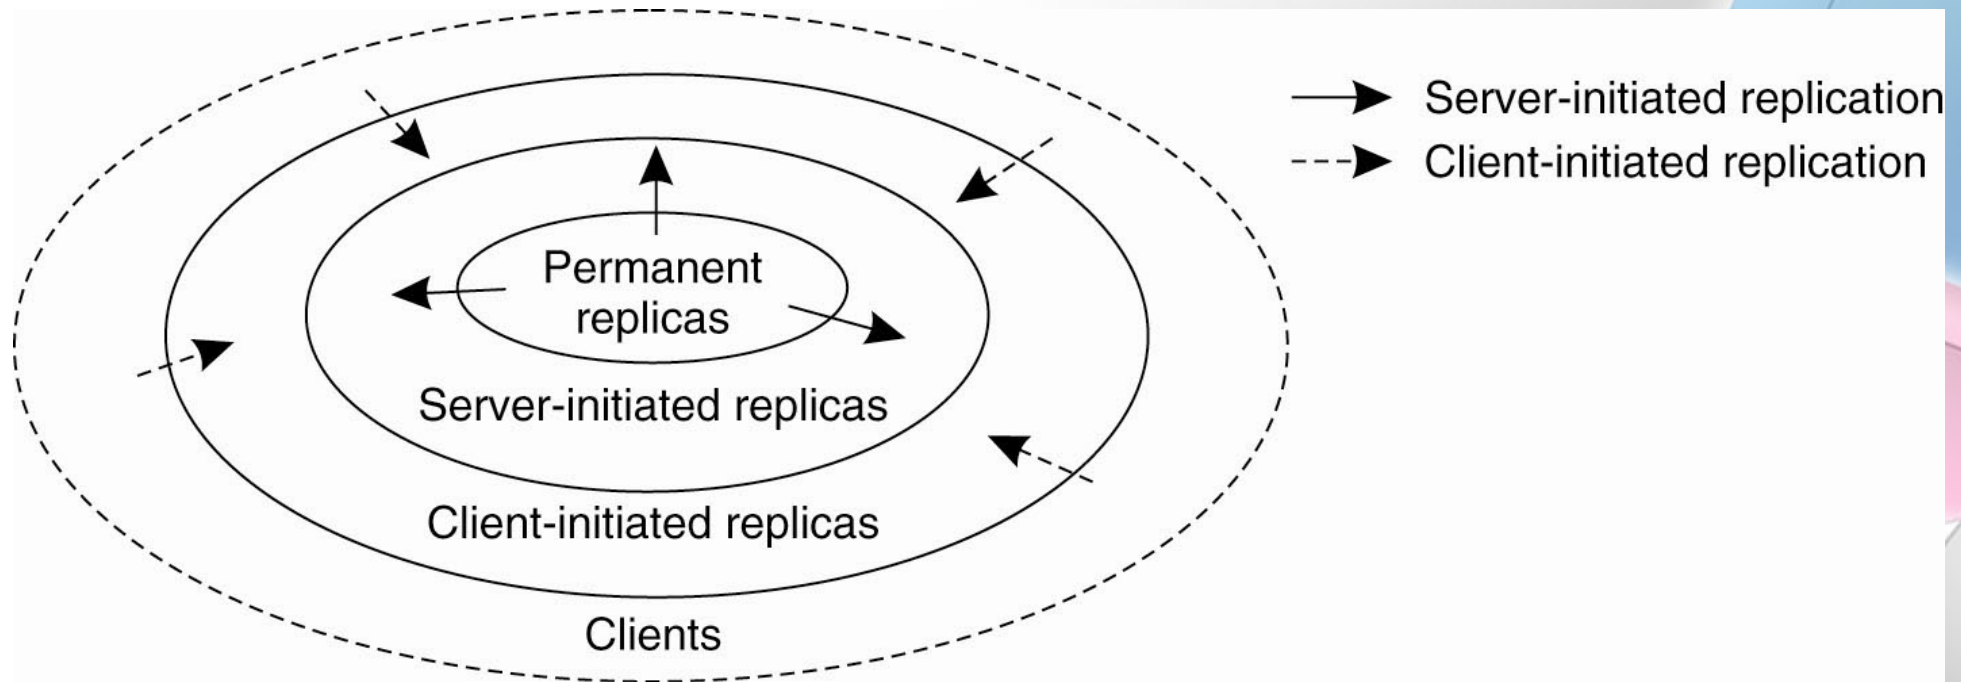 Server-initiated replication
Client-initiated replication
Permanent
replicas
Server-initiated replicas
Client-initiated replicas
Clients